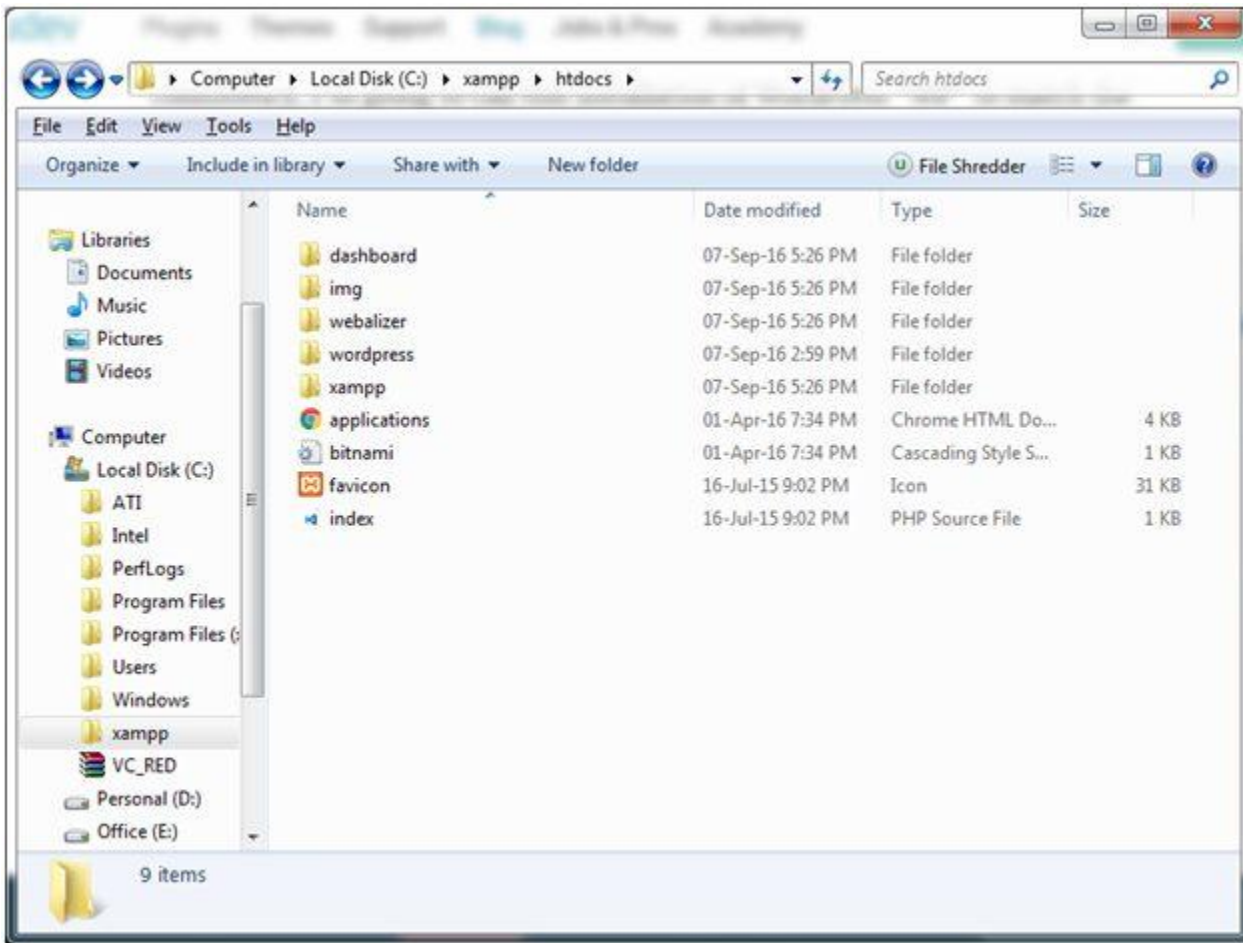 Plugins Themes Support Blog Jobs & Pros Academy
Computer Local Disk (C:) xampp htdocs Search htdocs
File Edit View Tools Help
Organize Include in library Share with New folder File Shredder
Libraries
Documents
Music
Pictures
Videos
Computer
Local Disk (C:)
ATI
Intel
PerfLogs
Program Files
Program Files (
Users
Windows
xampp
VC_RED
Personal (D:)
Office (E:)
Name Date modified Type Size
dashboard 07-Sep-16 5:26 PM File folder
img 07-Sep-16 5:26 PM File folder
webalizer 07-Sep-16 5:26 PM File folder
wordpress 07-Sep-16 2:59 PM File folder
xampp 07-Sep-16 5:26 PM File folder
applications 01-Apr-16 7:34 PM Chrome HTML Do... 4 KB
bitnami 01-Apr-16 7:34 PM Cascading Style S... 1 KB
favicon 16-Jul-15 9:02 PM Icon 31 KB
index 16-Jul-15 9:02 PM PHP Source File 1 KB
9 items